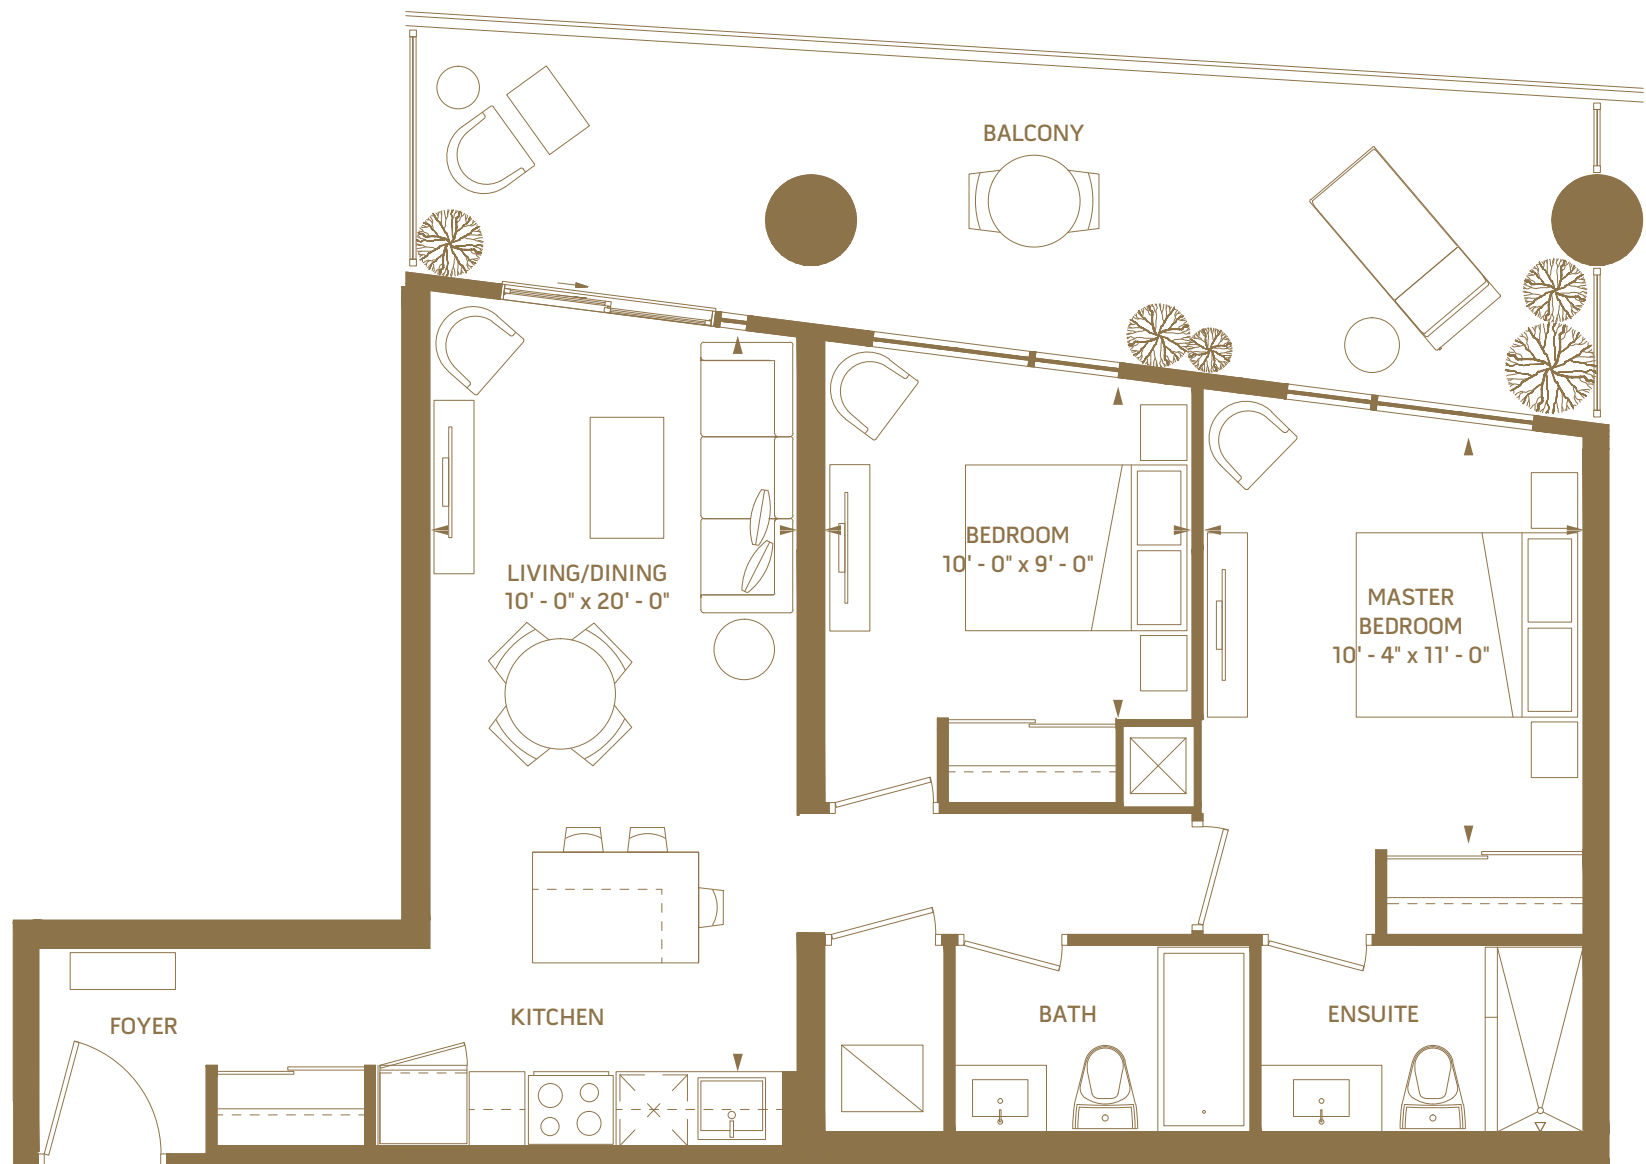 BALCONY
BEDROOM
10' - 0" x 9' - 0"
LIVING/DINING
10' - 0" x 20' - 0"
MASTER
BEDROOM
10' - 4" x 11' - 0"
FOYER
KITCHEN
BATH
ENSUITE